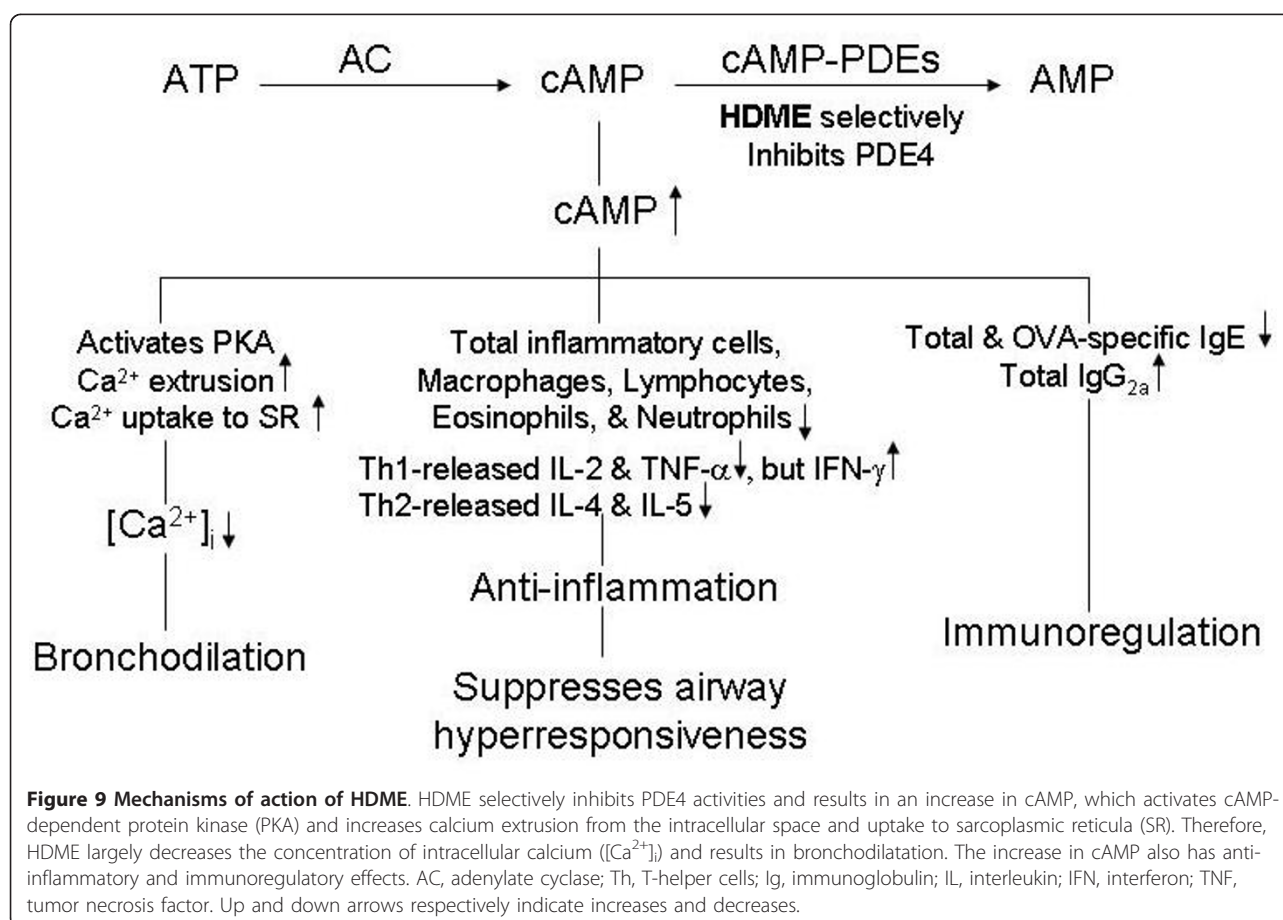 ATP AC cAMP cAMP-PDEs AMP
HDME selectively
Inhibits PDE4
cAMP ↑
Activates PKA
Ca²⁺ extrusion ↑
Ca²⁺ uptake to SR ↑
[Ca²⁺]ᵢ ↓
Bronchodilation
Total inflammatory cells,
Macrophages, Lymphocytes,
Eosinophils, & Neutrophils ↓
Th1-released IL-2 & TNF-α↓, but IFN-γ↑
Th2-released IL-4 & IL-5 ↓
Anti-inflammation
Suppresses airway
hyperresponsiveness
Total & OVA-specific IgE ↓
Total IgG₂ₐ ↑
Immunoregulation
Figure 9 Mechanisms of action of HDME. HDME selectively inhibits PDE4 activities and results in an increase in cAMP, which activates cAMP-
dependent protein kinase (PKA) and increases calcium extrusion from the intracellular space and uptake to sarcoplasmic reticula (SR). Therefore,
HDME largely decreases the concentration of intracellular calcium ([Ca²⁺]ᵢ) and results in bronchodilatation. The increase in cAMP also has anti-
inflammatory and immunoregulatory effects. AC, adenylate cyclase; Th, T-helper cells; Ig, immunoglobulin; IL, interleukin; IFN, interferon; TNF,
tumor necrosis factor. Up and down arrows respectively indicate increases and decreases.